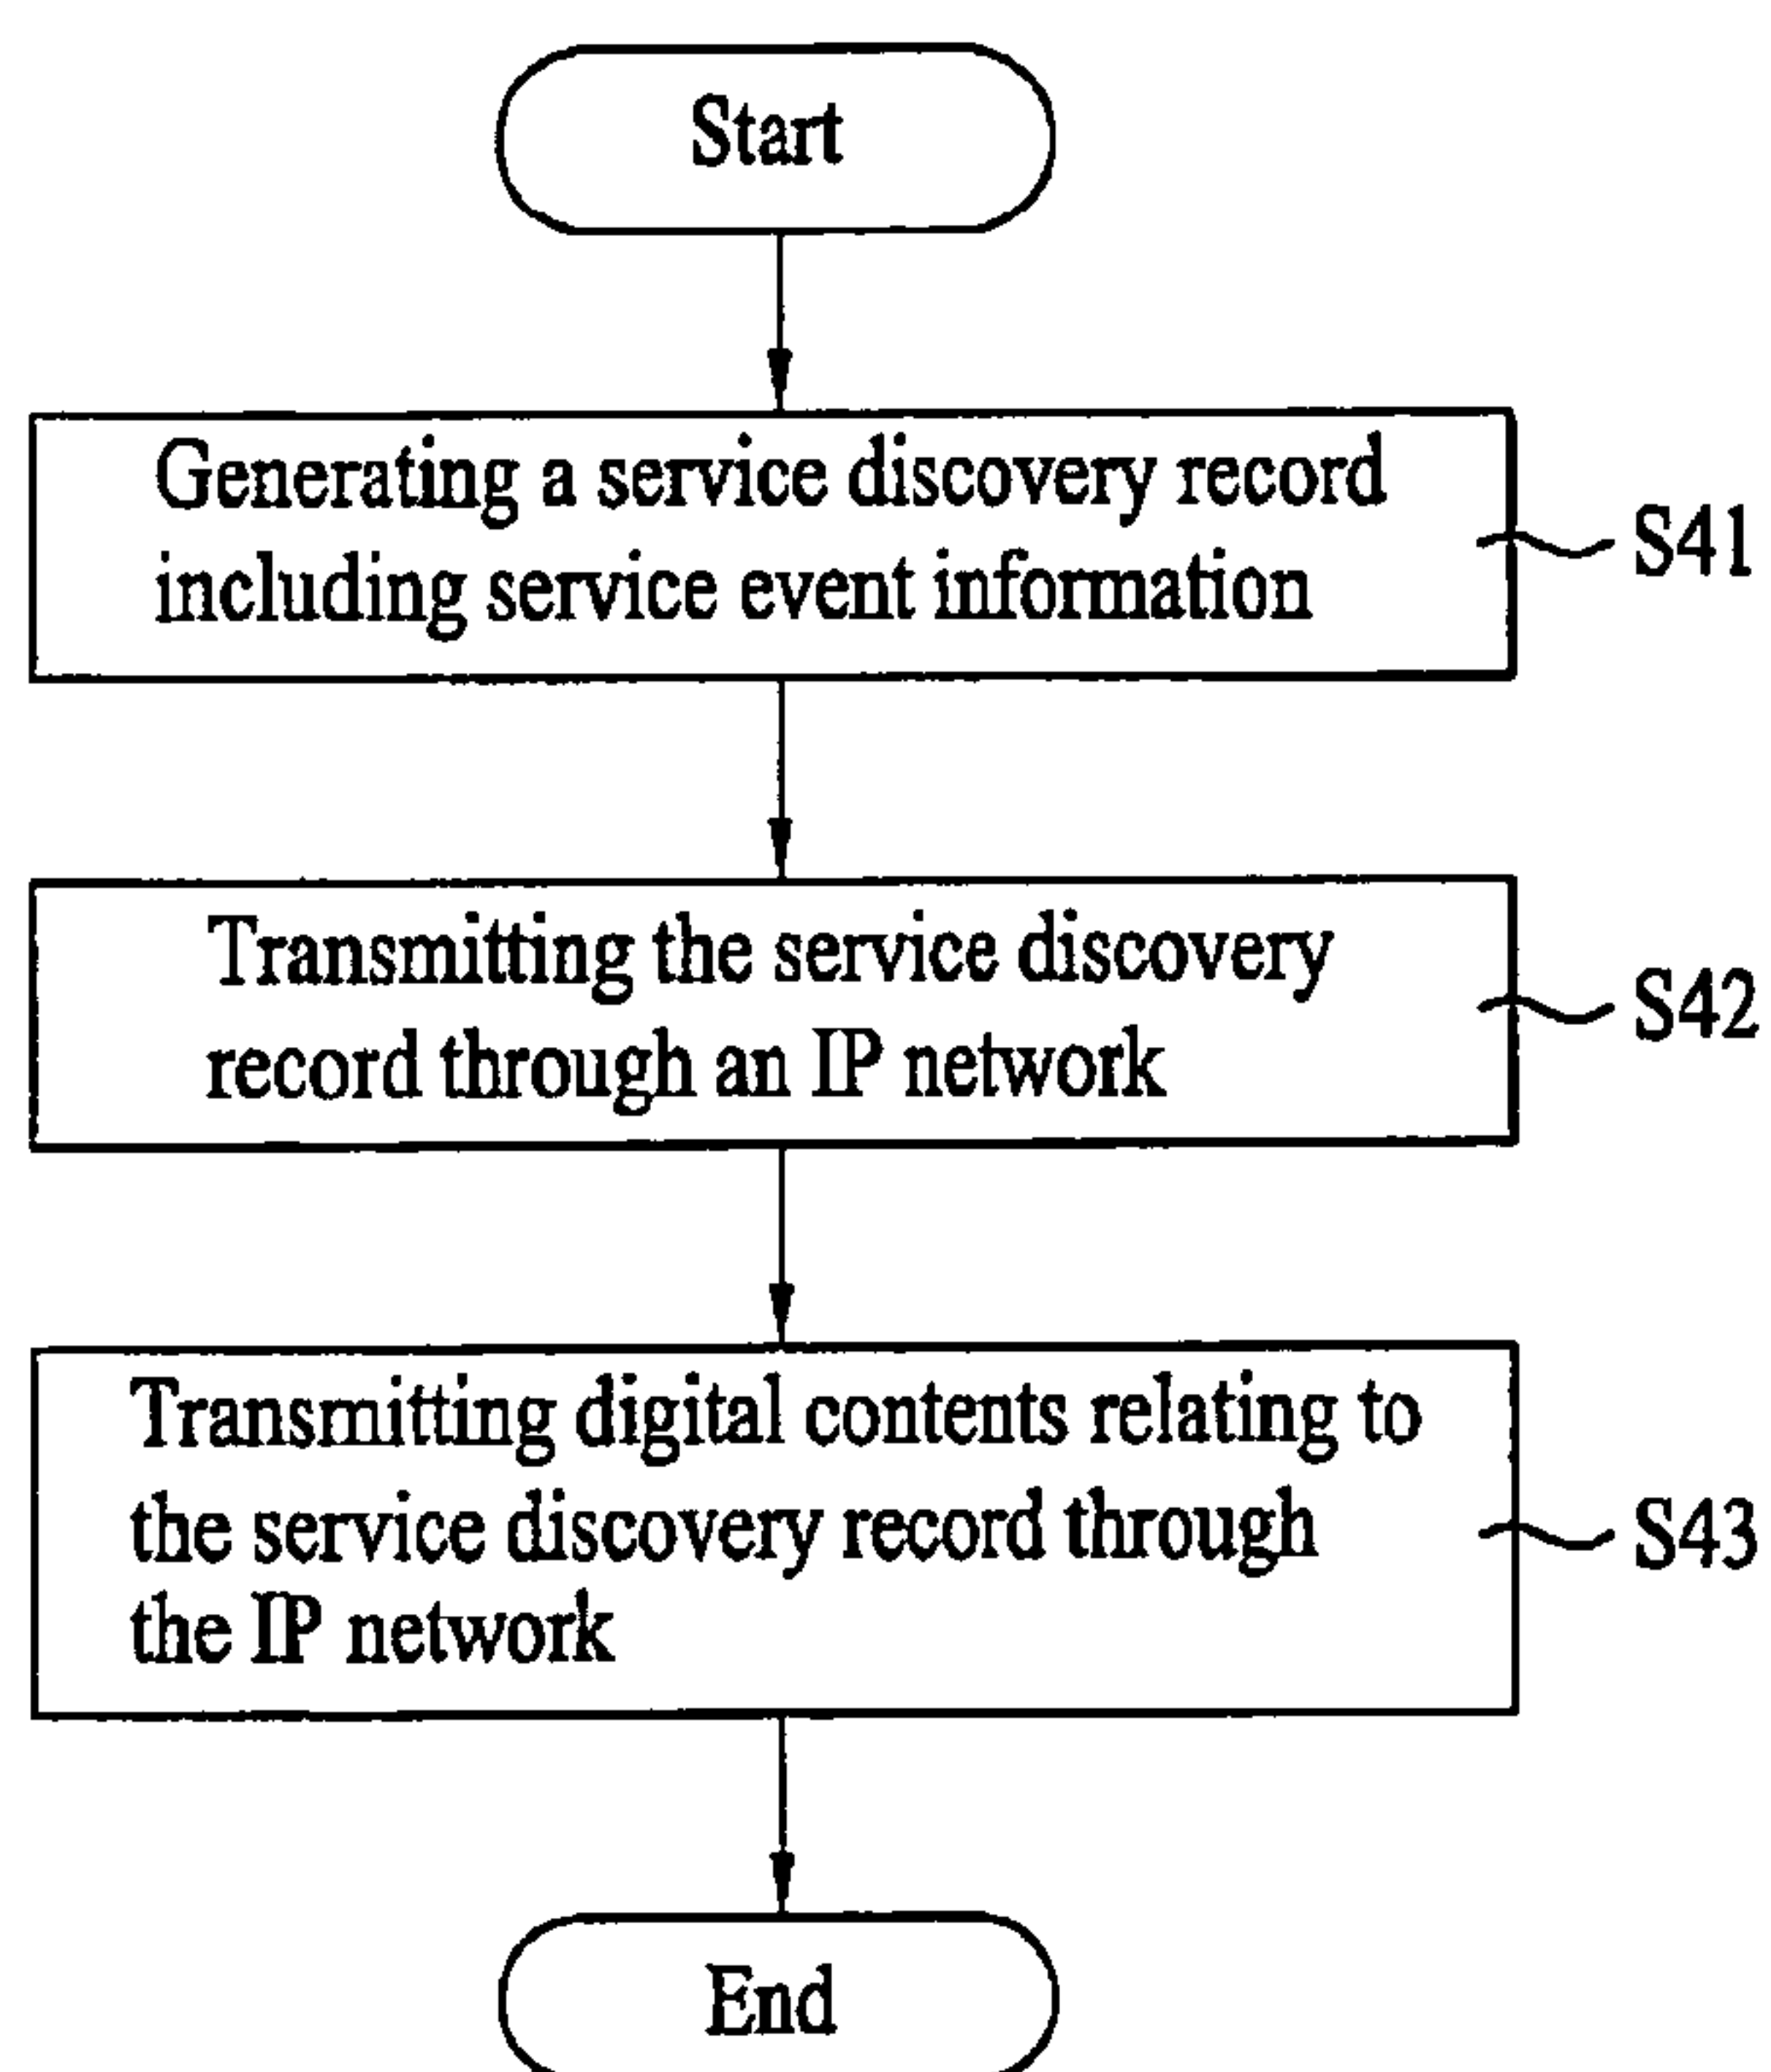 Start
Generating a service discovery record
including service event information
S41
Transmitting the service discovery
record through an IP network
S42
Transmitting digital contents relating to
the service discovery record through
the IP network
S43
End